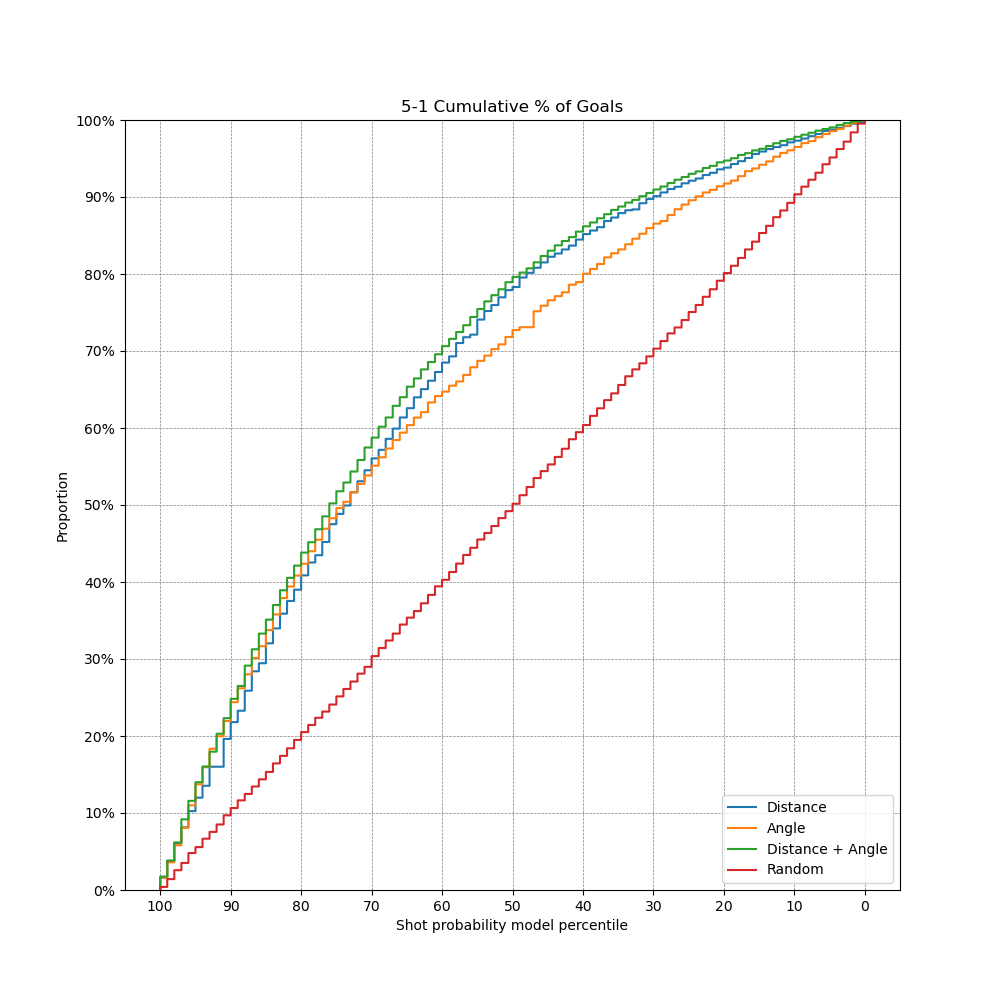 5-1 Cumulative % of Goals
100%
90%
80%
70%
60%
50%
40%
30%
20%
10%
0%
Proportion
100 90 80 70 60 50 40 30 20 10 0
Shot probability model percentile
Distance
Angle
Distance + Angle
Random